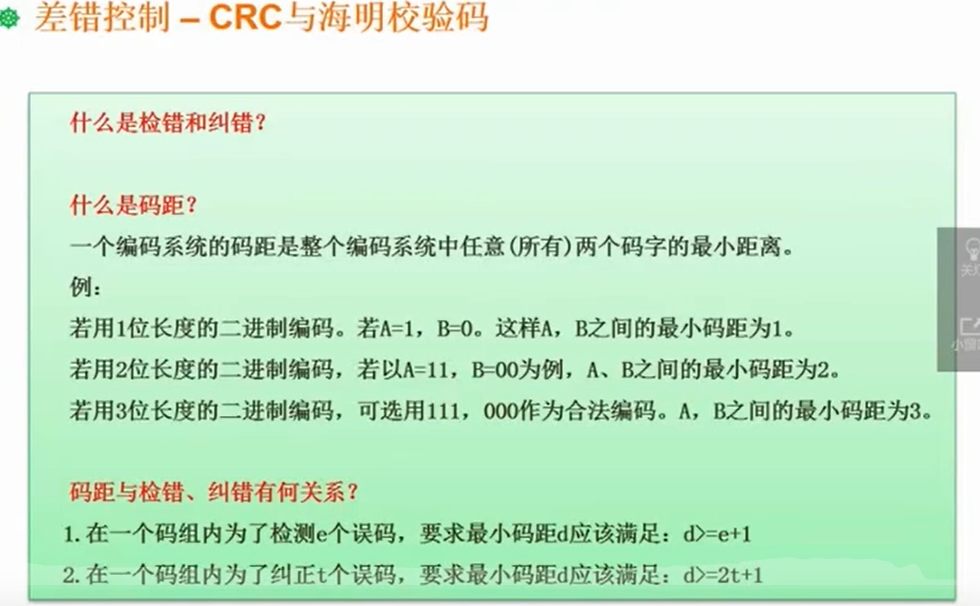 差错控制 – CRC与海明校验码
什么是检错和纠错?
什么是码距?
一个编码系统的码距是整个编码系统中任意(所有)两个码字的最小距离。
例:
若用1位长度的二进制编码。若A=1，B=0。这样A，B之间的最小码距为1。
若用2位长度的二进制编码，若以A=11，B=00为例，A、B之间的最小码距为2。
若用3位长度的二进制编码，可选用111，000作为合法编码。A，B之间的最小码距为3。
码距与检错、纠错有何关系?
1.在一个码组内为了检测e个误码，要求最小码距d应该满足: d>=e+1
2.在一个码组内为了纠正t个误码，要求最小码距d应该满足: d>=2t+1